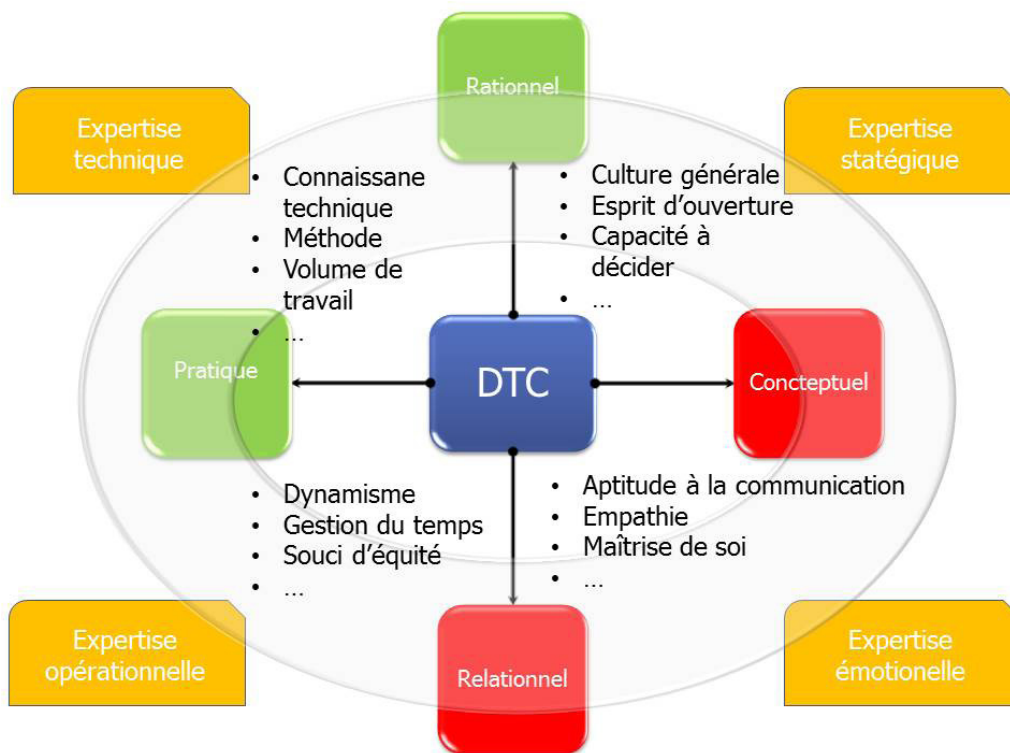 Rationnel
Expertise
technique
Expertise
statégique
• Connaissane
technique
• Méthode
• Volume de
travail
• ...
• Culture générale
• Esprit d'ouverture
• Capacité à
décider
• ...
Pratique
DTC
Concteptuel
• Dynamisme
• Gestion du temps
• Souci d'équité
• ...
• Aptitude à la communication
• Empathie
• Maîtrise de soi
• ...
Expertise
opérationnelle
Relationnel
Expertise
émotionelle